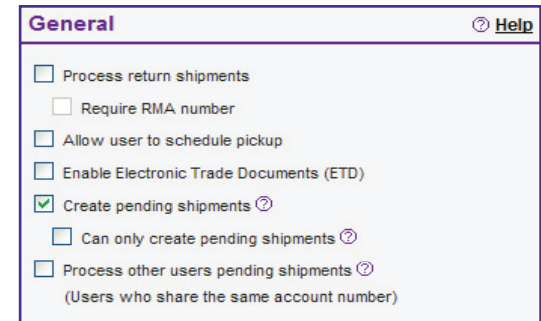 General
? Help
Process return shipments
Require RMA number
Allow user to schedule pickup
Enable Electronic Trade Documents (ETD)
Create pending shipments ?
Can only create pending shipments ?
Process other users pending shipments ?
(Users who share the same account number)